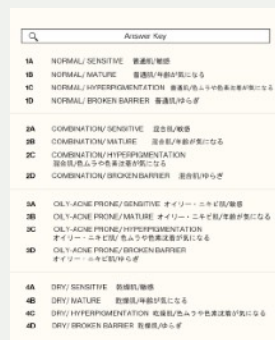 Answer Key
1A NORMAL/ SENSITIVE 普通肌/敏感
1B NORMAL/ MATURE 普通肌/年齢が気になる
1C NORMAL/ HYPERPIGMENTATION 普通肌/色ムラや色素沈着が気になる
1D NORMAL/ BROKEN BARRIER 普通肌/ゆらぎ
2A COMBINATION/ SENSITIVE 混合肌/敏感
2B COMBINATION/ MATURE 混合肌/年齢が気になる
2C COMBINATION/ HYPERPIGMENTATION
混合肌/色ムラや色素沈着が気になる
2D COMBINATION/ BROKEN BARRIER 混合肌/ゆらぎ
3A OILY-ACNE PRONE/ SENSITIVE オイリー・ニキビ肌/敏感
3B OILY-ACNE PRONE/ MATURE オイリー・ニキビ肌/年齢が気になる
3C OILY-ACNE PRONE/ HYPERPIGMENTATION
オイリー・ニキビ肌/ 色ムラや色素沈着が気になる
3D OILY-ACNE PRONE/ BROKEN BARRIER
オイリー・ニキビ肌/ゆらぎ
4A DRY/ SENSITIVE 乾燥肌/敏感
4B DRY/ MATURE 乾燥肌/年齢が気になる
4C DRY/ HYPERPIGMENTATION 乾燥肌/色ムラや色素沈着が気になる
4D DRY/ BROKEN BARRIER 乾燥肌/ゆらぎ